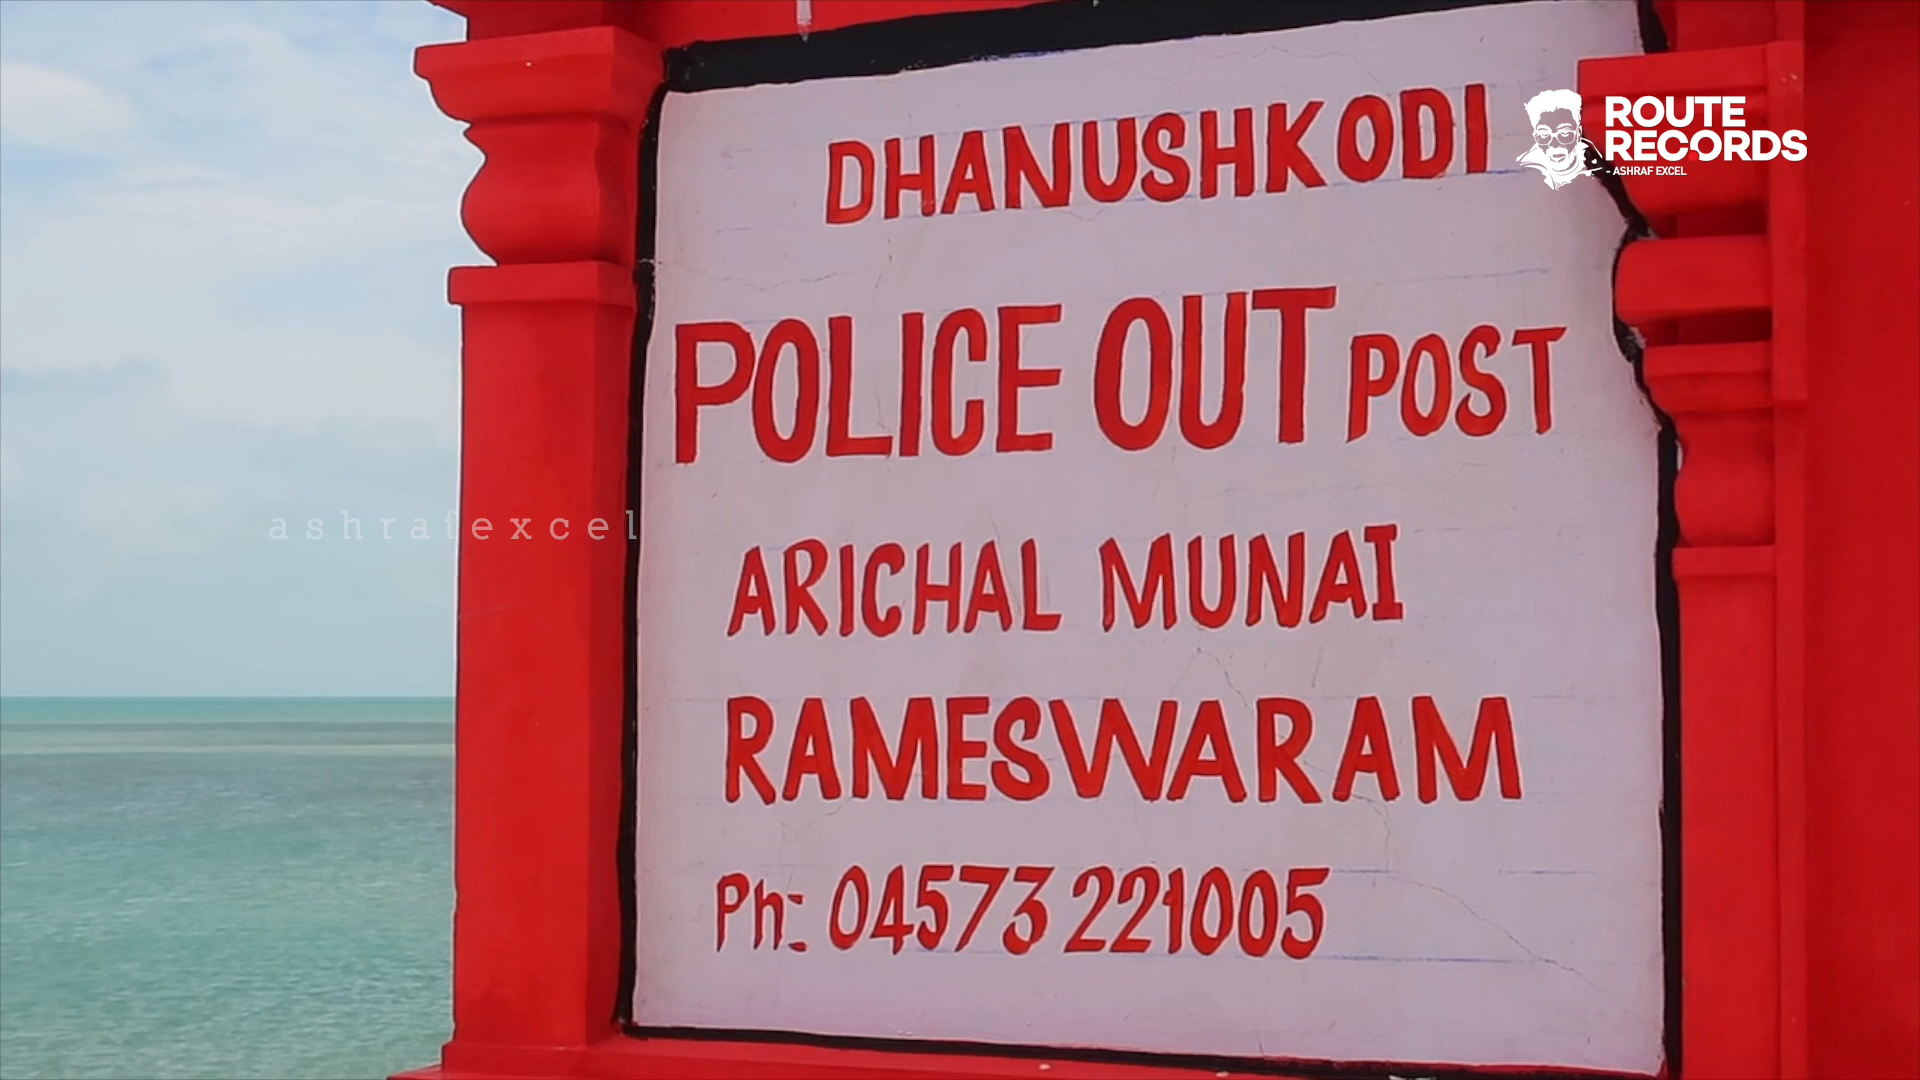 DHANUSHKODI
POLICE OUT POST
ARICHAL MUNAI
RAMESWARAM
Ph: 04573 221005
ROUTE
RECORDS
- ASHRAF EXCEL
ashrafexcel